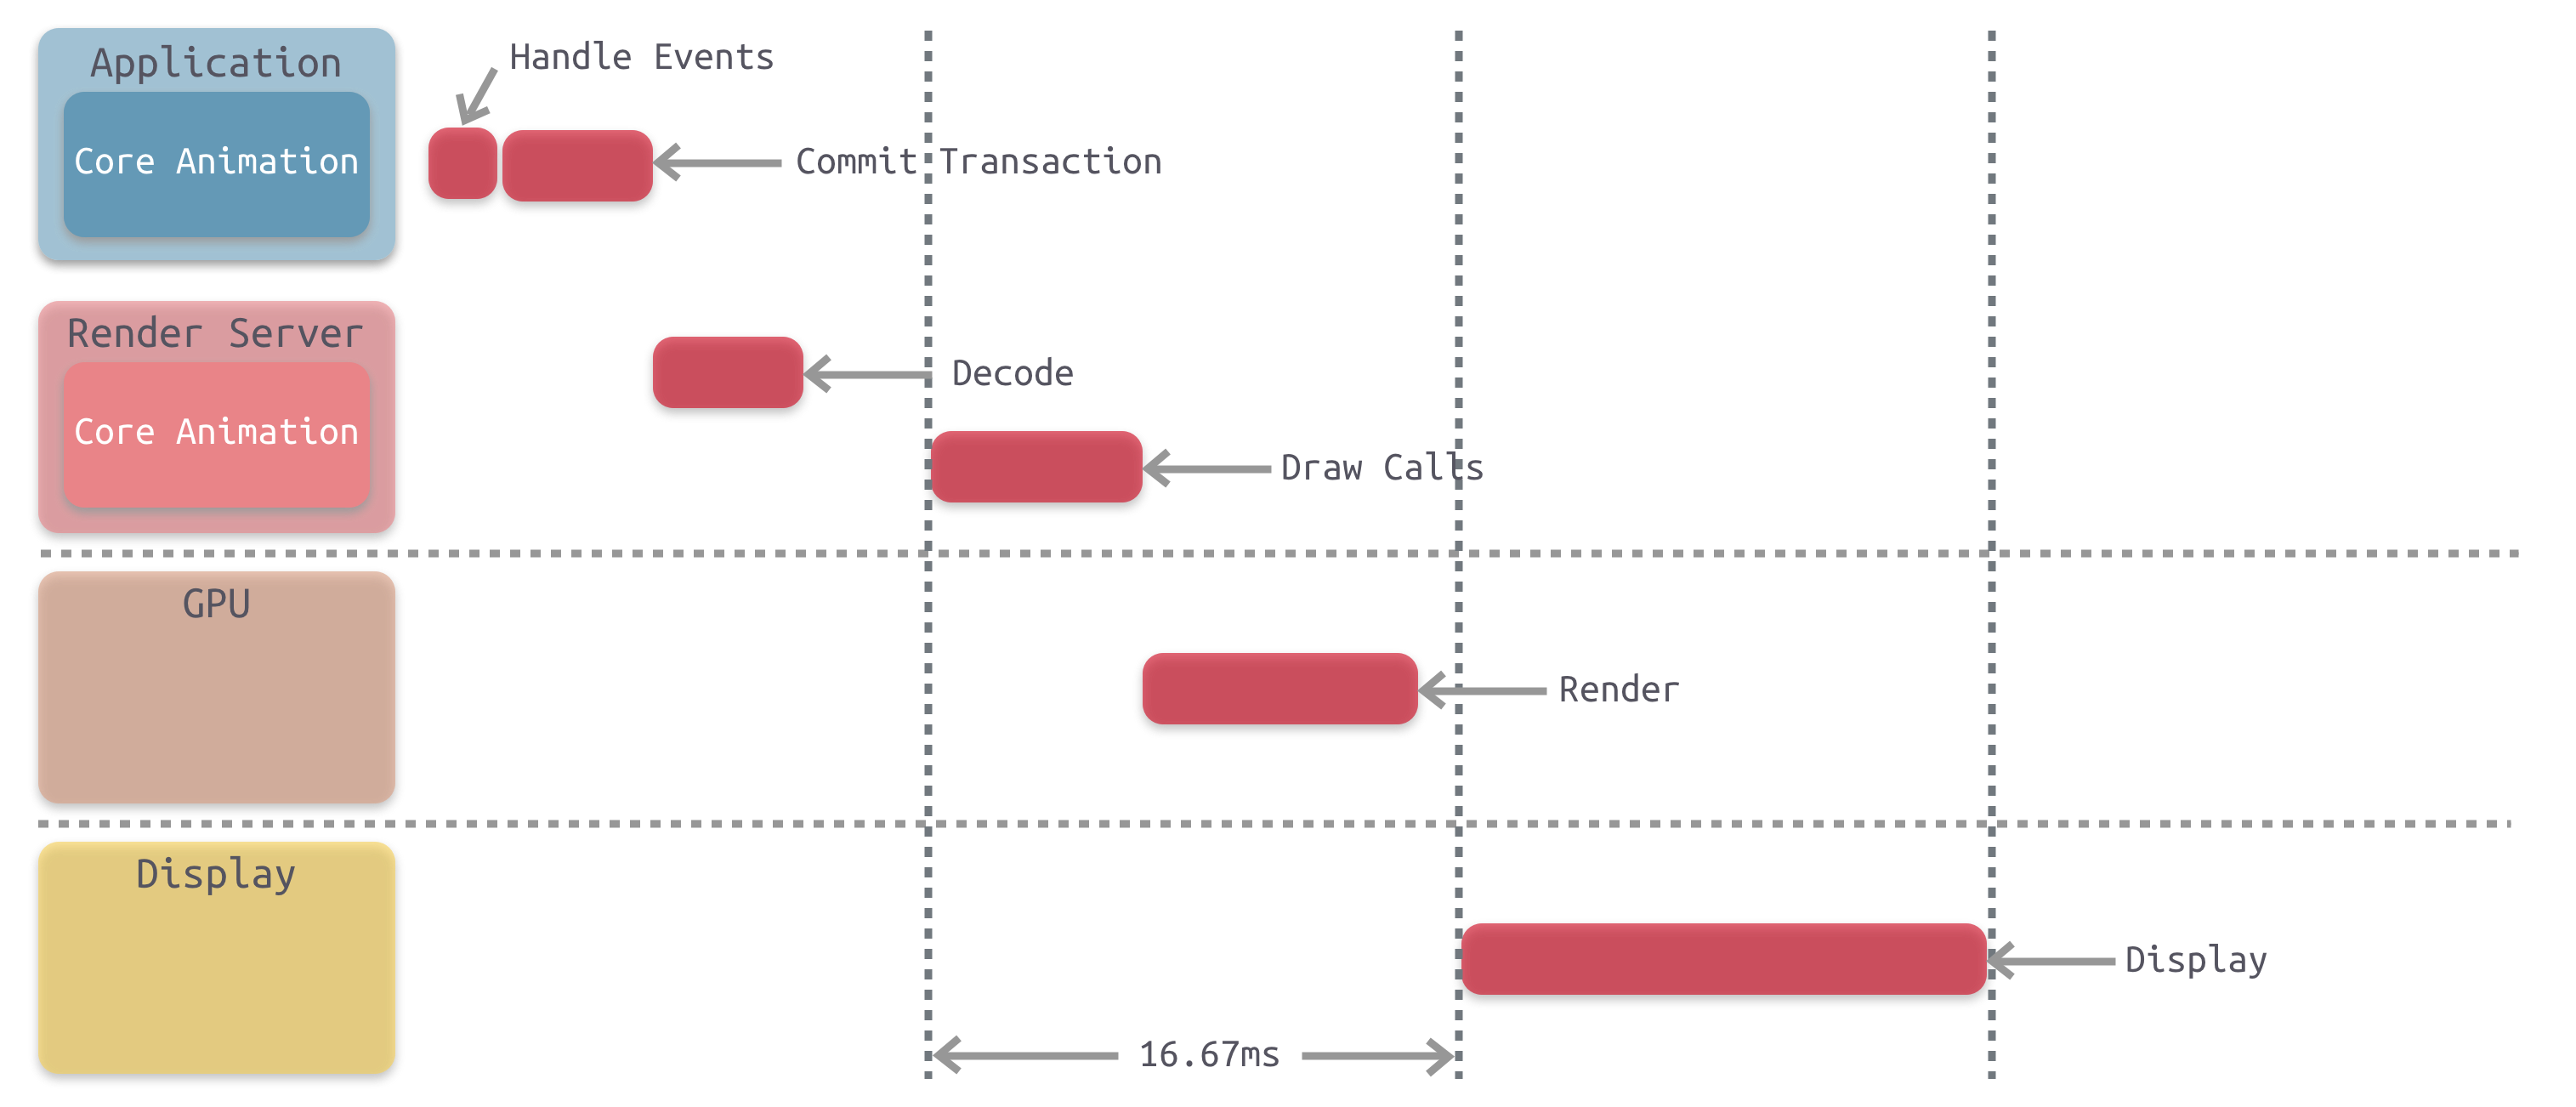 Application
Core Animation
Handle Events
Commit Transaction
Render Server
Core Animation
Decode
Draw Calls
GPU
Render
Display
Display
16.67ms